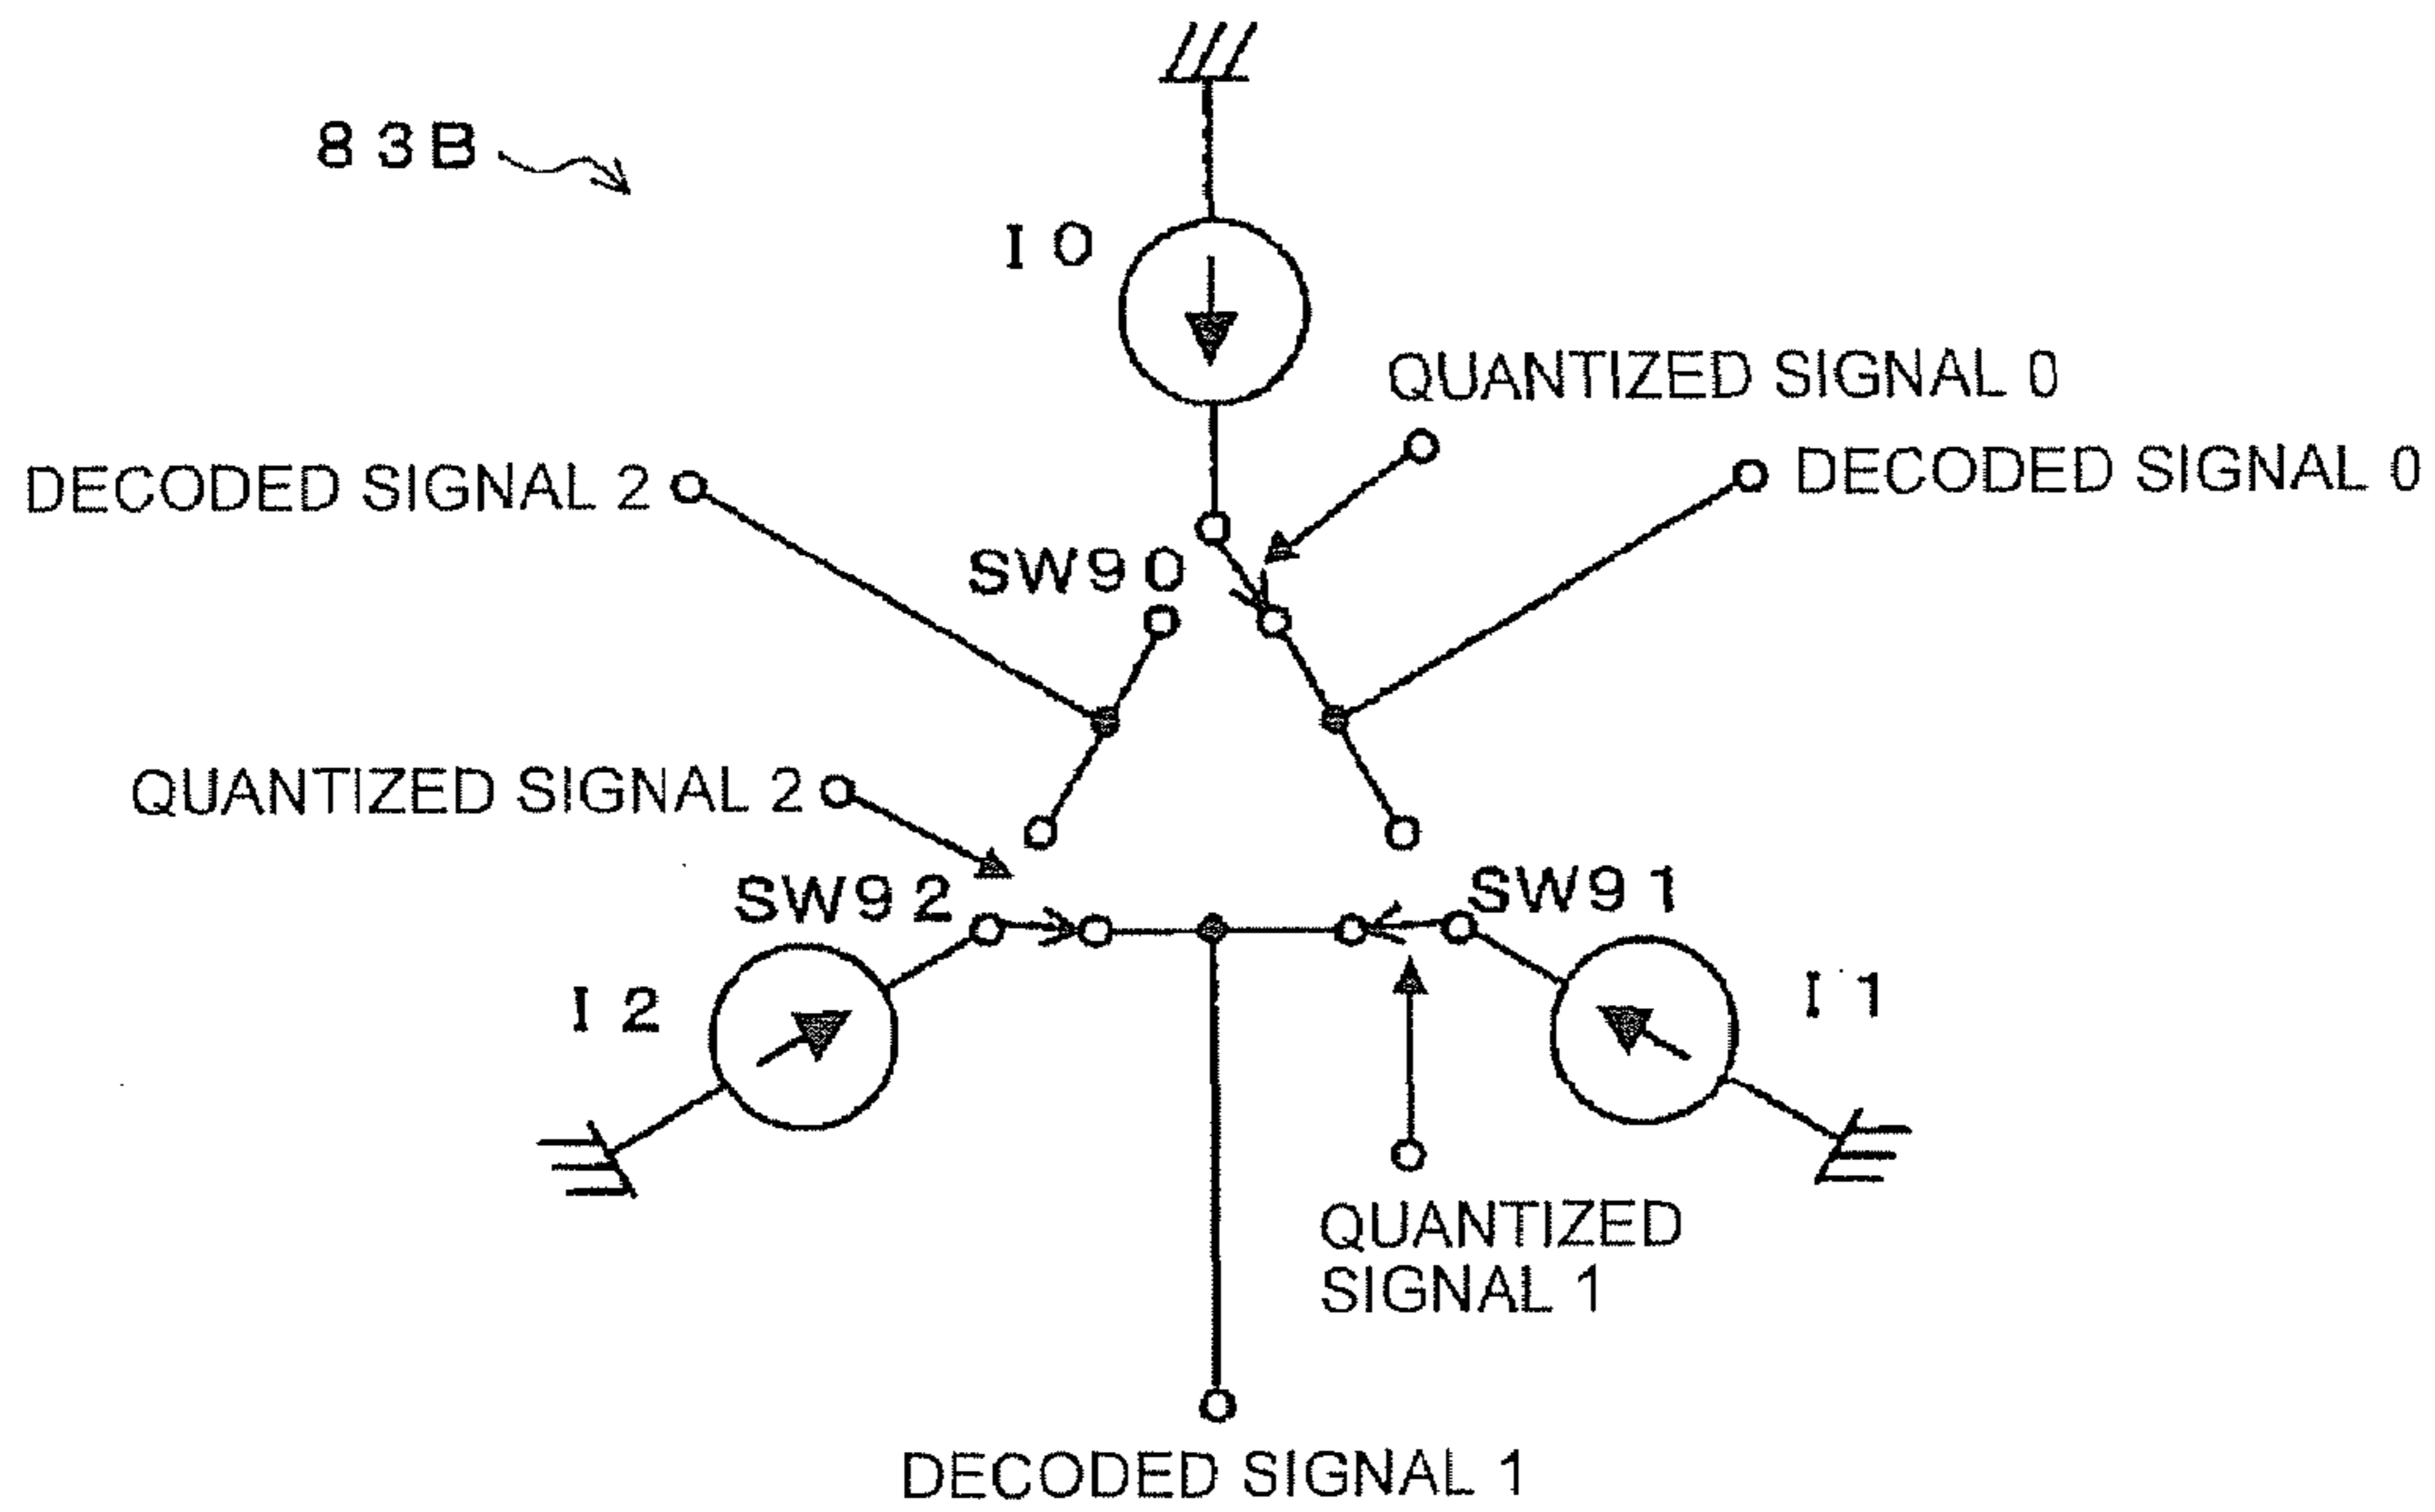 83B
I0
QUANTIZED SIGNAL 0
DECODED SIGNAL 2
DECODED SIGNAL 0
SW90
QUANTIZED SIGNAL 2
SW92
SW91
I2
I1
QUANTIZED
SIGNAL 1
DECODED SIGNAL 1